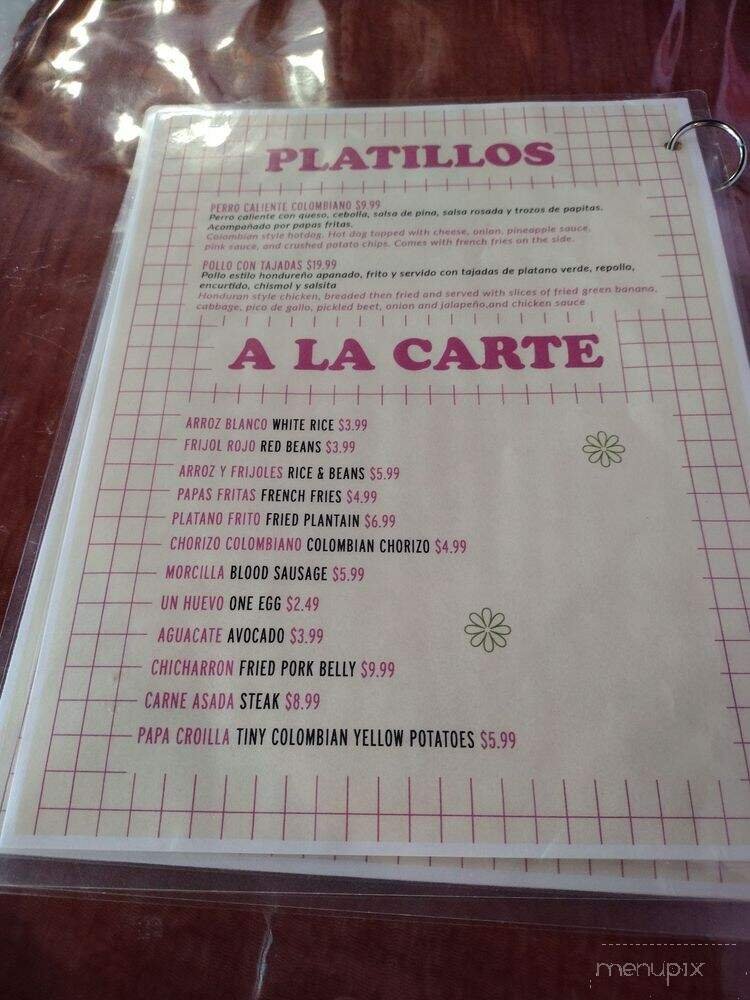 PLATILLOS
PERRO CALIENTE COLOMBIANO $9.99
Perro caliente con queso, cebolla, salsa de pina, salsa rosada y trozos de papitas.
Acompañado por papas fritas.
Colombian style hotdog. Hot dog topped with cheese, onion, pineapple sauce,
pink sauce, and crushed potato chips. Comes with french fries on the side.
POLLO CON TAJADAS $19.99
Pollo estilo hondureño apanado, frito y servido con tajadas de platano verde, repollo,
encurtido, chismol y salsita
Honduran style chicken, breaded then fried and served with slices of fried green banana,
cabbage, pico de gallo, pickled beet, onion and jalapeño,and chicken sauce
A LA CARTE
ARROZ BLANCO WHITE RICE $3.99
FRIJOL ROJO RED BEANS $3.99
ARROZ Y FRIJOLES RICE & BEANS $5.99
PAPAS FRITAS FRENCH FRIES $4.99
PLATANO FRITO FRIED PLANTAIN $6.99
CHORIZO COLOMBIANO COLOMBIAN CHORIZO $4.99
MORCILLA BLOOD SAUSAGE $5.99
UN HUEVO ONE EGG $2.49
AGUACATE AVOCADO $3.99
CHICHARRON FRIED PORK BELLY $9.99
CARNE ASADA STEAK $8.99
PAPA CROILLA TINY COLOMBIAN YELLOW POTATOES $5.99
menupix